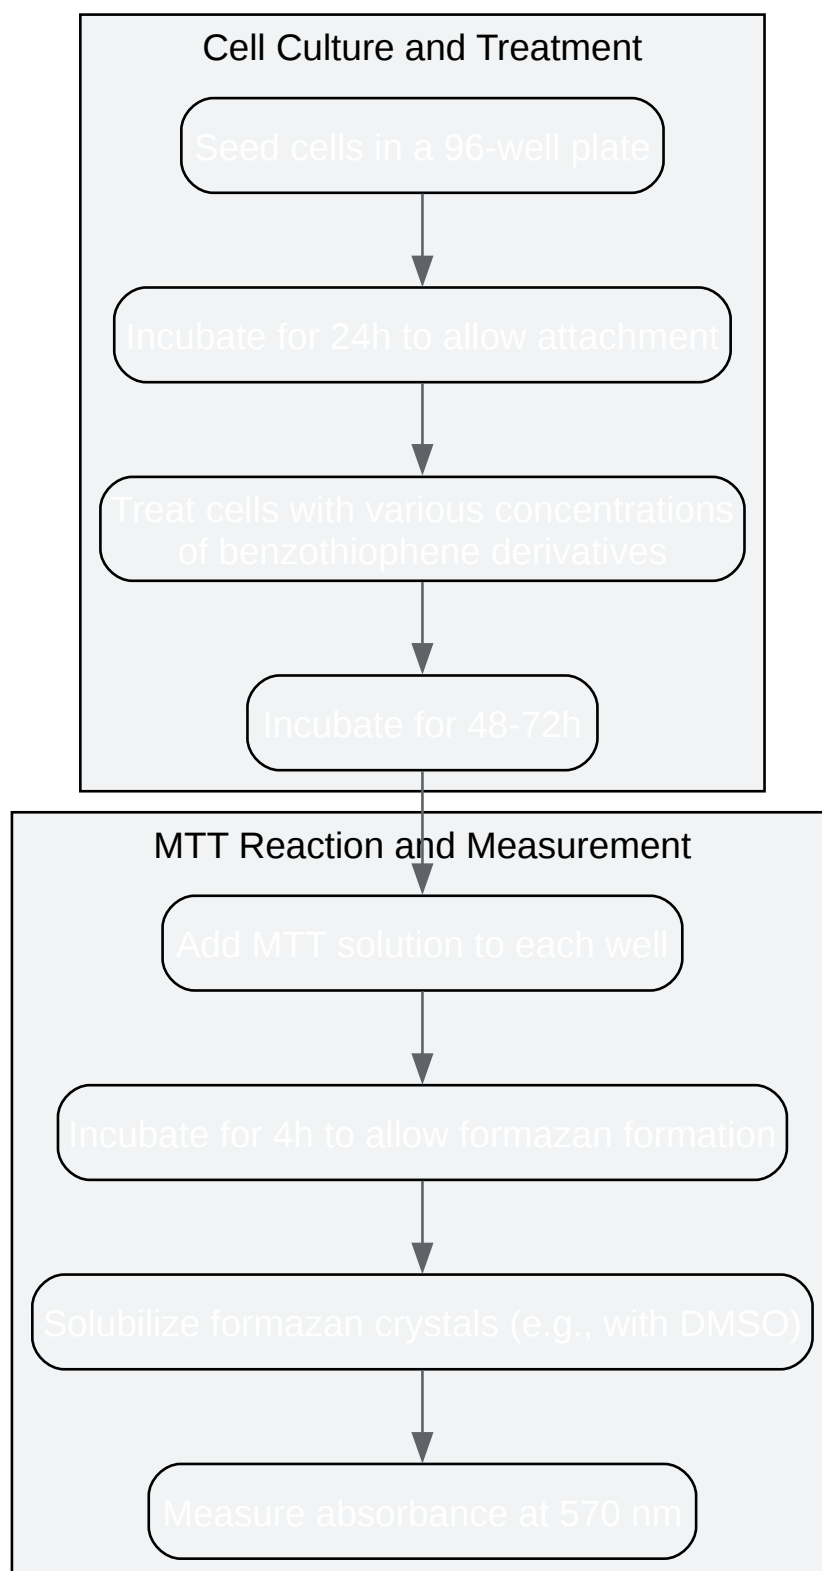 Cell Culture and Treatment
Seed cells in a 96-well plate
Incubate for 24h to allow attachment
Treat cells with various concentrations
of benzothiophene derivatives
Incubate for 48-72h
MTT Reaction and Measurement
Add MTT solution to each well
Incubate for 4h to allow formazan formation
Solubilize formazan crystals (e.g., with DMSO)
Measure absorbance at 570 nm